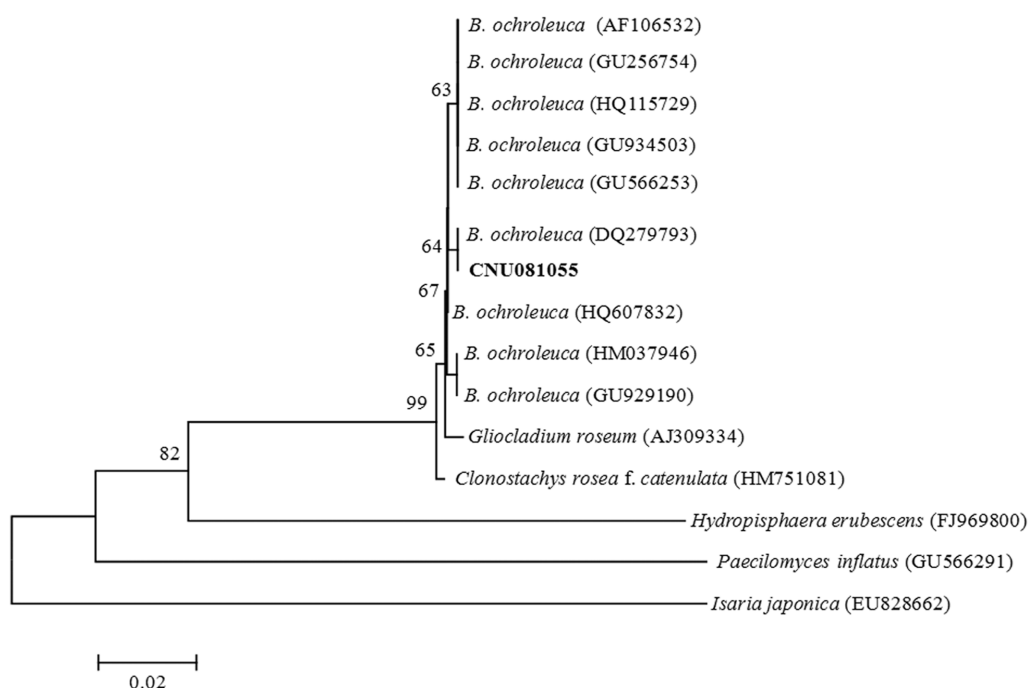 B. ochroleuca (AF106532)
B. ochroleuca (GU256754)
63
B. ochroleuca (HQ115729)
B. ochroleuca (GU934503)
B. ochroleuca (GU566253)
B. ochroleuca (DQ279793)
64
CNU081055
67
B. ochroleuca (HQ607832)
65
B. ochroleuca (HM037946)
B. ochroleuca (GU929190)
99
Gliocladium roseum (AJ309334)
82
Clonostachys rosea f. catenulata (HM751081)
Hydropisphaera erubescens (FJ969800)
Paecilomyces inflatus (GU566291)
Isaria japonica (EU828662)
0.02